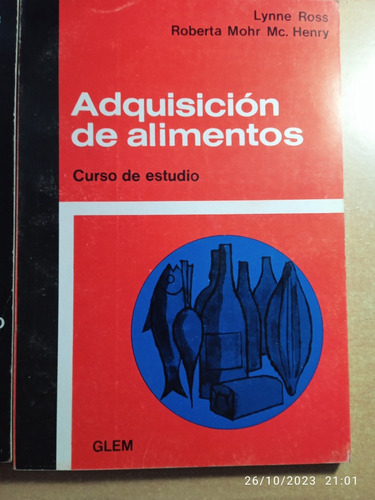 Lynne Ross
Roberta Mohr Mc. Henry
Adquisición
de alimentos
Curso de estudio
GLEM
26/10/2023 21:01